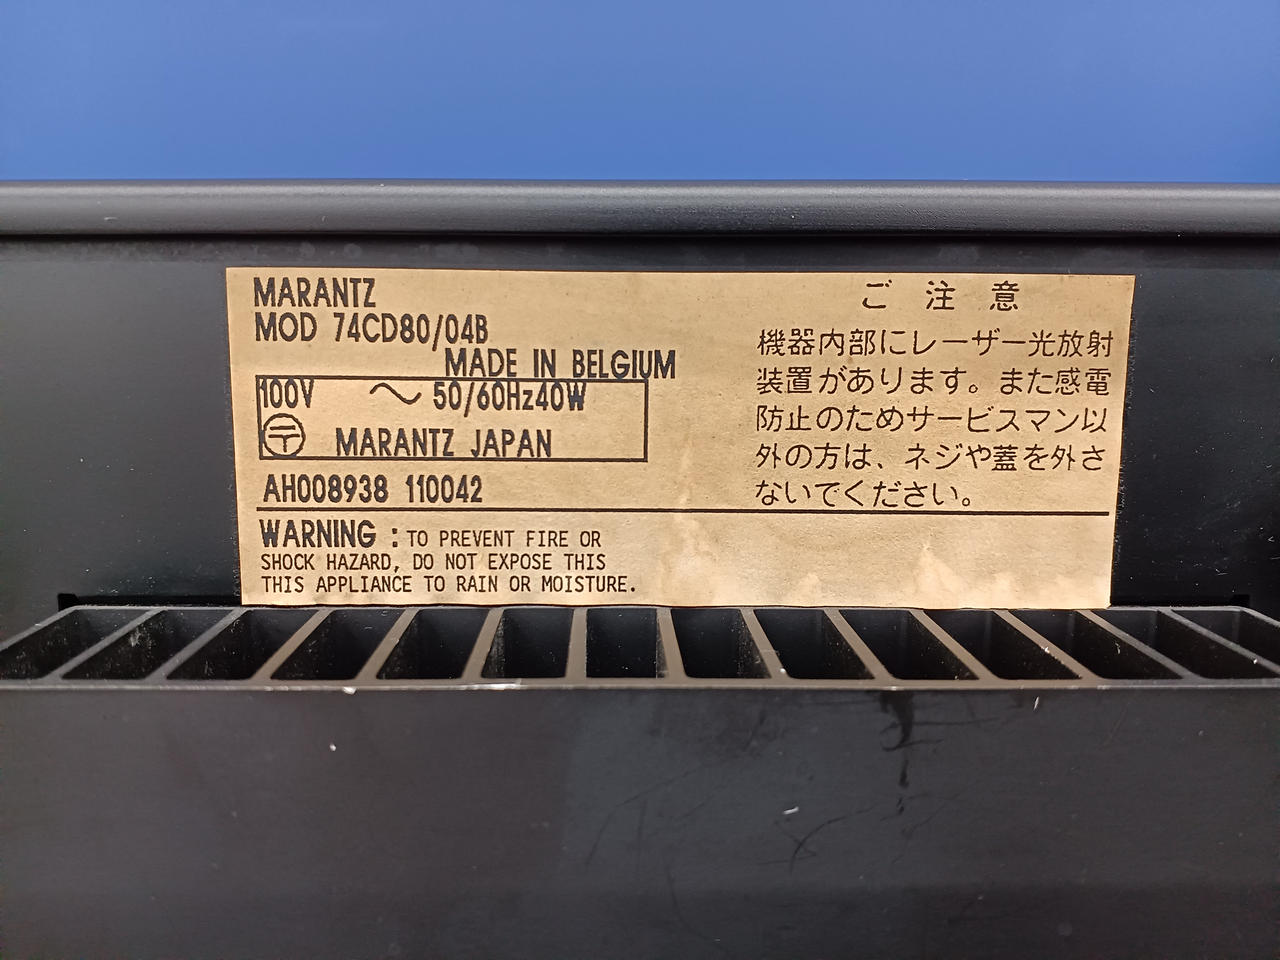 MARANTZ
MOD 74CD80/04B
MADE IN BELGIUM
100V ~ 50/60Hz40W
〒 MARANTZ JAPAN
AH008938 110042
WARNING : TO PREVENT FIRE OR
SHOCK HAZARD, DO NOT EXPOSE THIS
THIS APPLIANCE TO RAIN OR MOISTURE.
ご注意
機器内部にレーザー光放射
装置があります。また感電
防止のためサービスマン以
外の方は、ネジや蓋を外さ
ないでください。